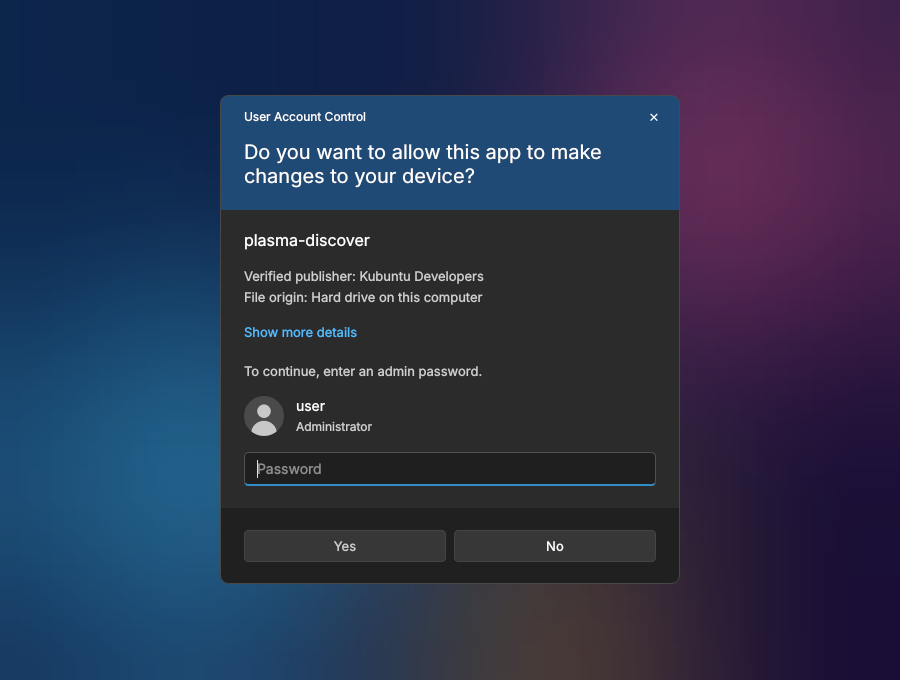 User Account Control
Do you want to allow this app to make
changes to your device?
plasma-discover
Verified publisher: Kubuntu Developers
File origin: Hard drive on this computer
Show more details
To continue, enter an admin password.
user
Administrator
Password
Yes
No